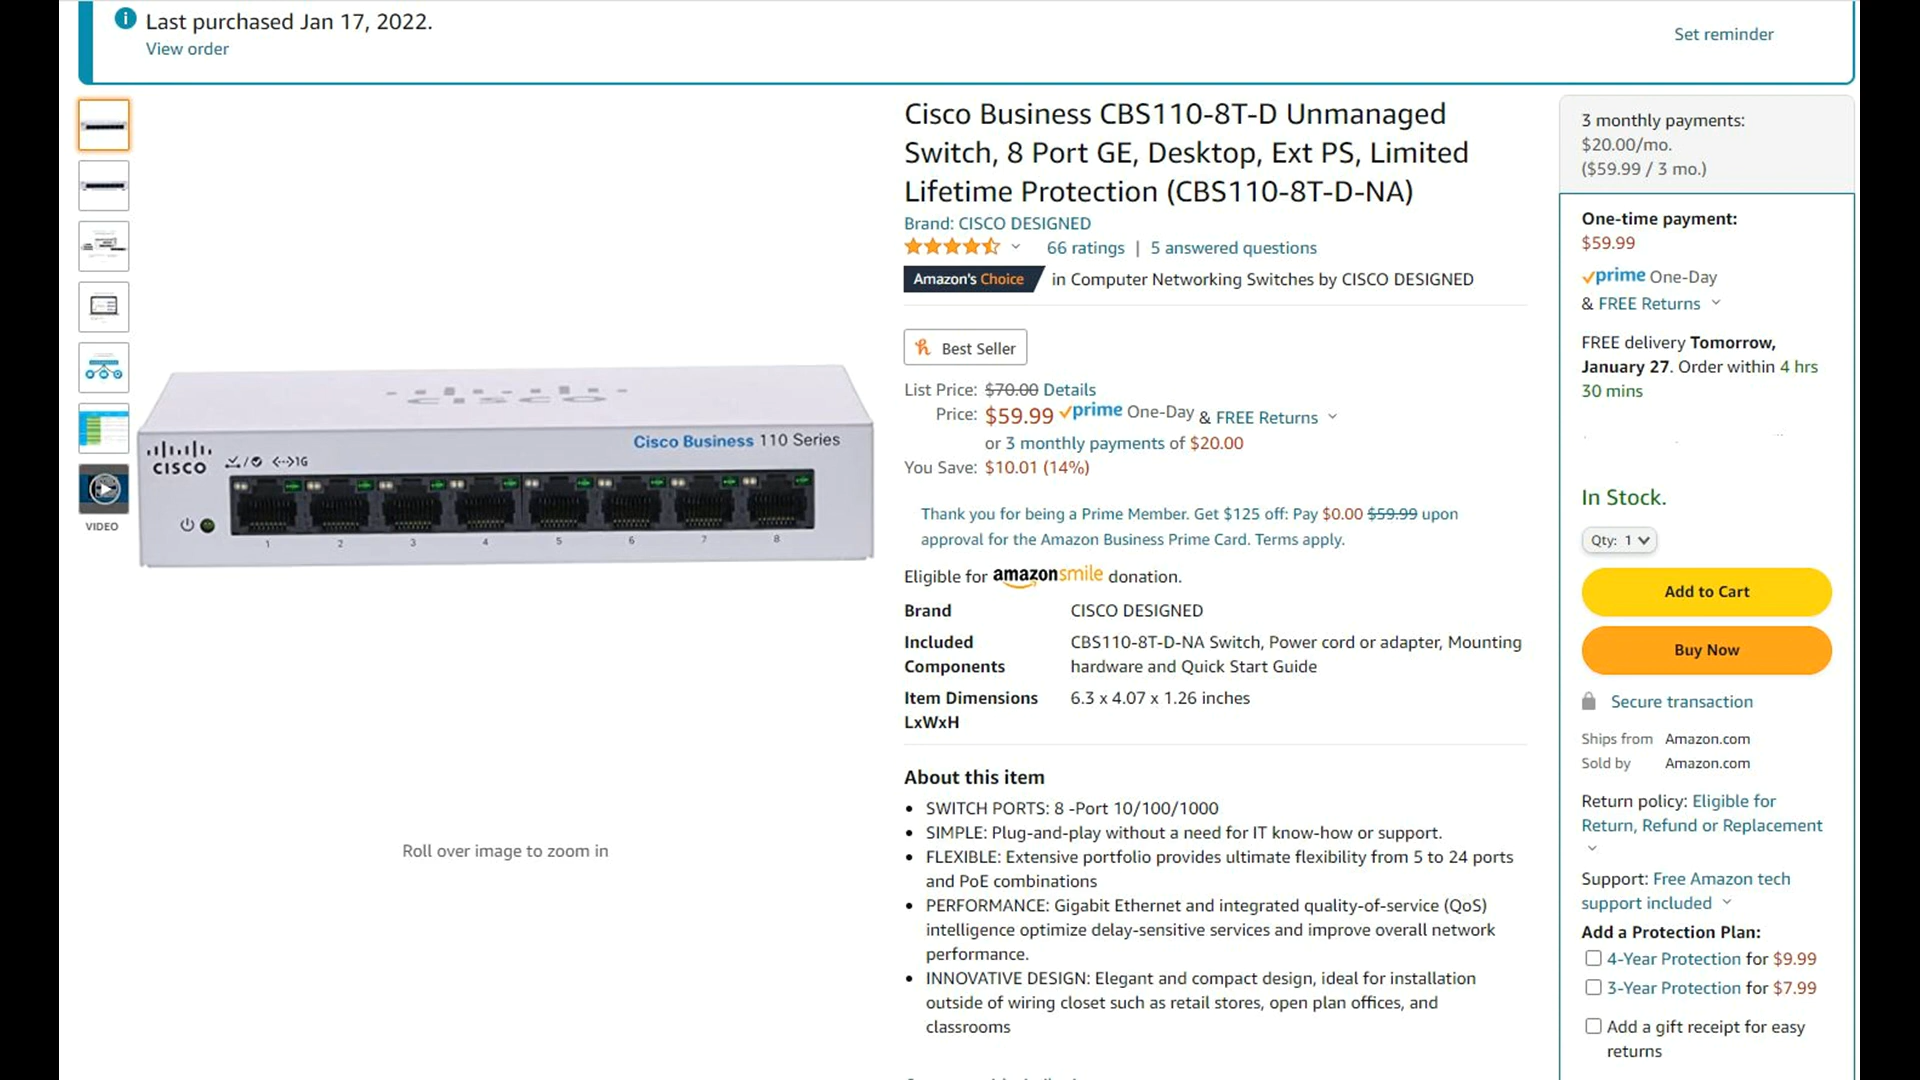 Last purchased Jan 17, 2022.
View order
Set reminder
VIDEO
CISCO
CISCO
Cisco Business 110 Series
1G
1 2 3 4 5 6 7 8
Roll over image to zoom in
Cisco Business CBS110-8T-D Unmanaged
Switch, 8 Port GE, Desktop, Ext PS, Limited
Lifetime Protection (CBS110-8T-D-NA)
Brand: CISCO DESIGNED
66 ratings | 5 answered questions
Amazon's Choice in Computer Networking Switches by CISCO DESIGNED
Best Seller
List Price: $70.00 Details
Price: $59.99 prime One-Day & FREE Returns
or 3 monthly payments of $20.00
You Save: $10.01 (14%)
Thank you for being a Prime Member. Get $125 off: Pay $0.00 $59.99 upon
approval for the Amazon Business Prime Card. Terms apply.
Eligible for amazonsmile donation.
Brand CISCO DESIGNED
Included Components CBS110-8T-D-NA Switch, Power cord or adapter, Mounting
hardware and Quick Start Guide
Item Dimensions LxWxH 6.3 x 4.07 x 1.26 inches
About this item
• SWITCH PORTS: 8 -Port 10/100/1000
• SIMPLE: Plug-and-play without a need for IT know-how or support.
• FLEXIBLE: Extensive portfolio provides ultimate flexibility from 5 to 24 ports
and PoE combinations
• PERFORMANCE: Gigabit Ethernet and integrated quality-of-service (QoS)
intelligence optimize delay-sensitive services and improve overall network
performance.
• INNOVATIVE DESIGN: Elegant and compact design, ideal for installation
outside of wiring closet such as retail stores, open plan offices, and
classrooms
3 monthly payments:
$20.00/mo.
($59.99 / 3 mo.)
One-time payment:
$59.99
prime One-Day
& FREE Returns
FREE delivery Tomorrow,
January 27. Order within 4 hrs
30 mins
In Stock.
Qty: 1
Add to Cart
Buy Now
Secure transaction
Ships from Amazon.com
Sold by Amazon.com
Return policy: Eligible for
Return, Refund or Replacement
Support: Free Amazon tech
support included
Add a Protection Plan:
4-Year Protection for $9.99
3-Year Protection for $7.99
Add a gift receipt for easy
returns